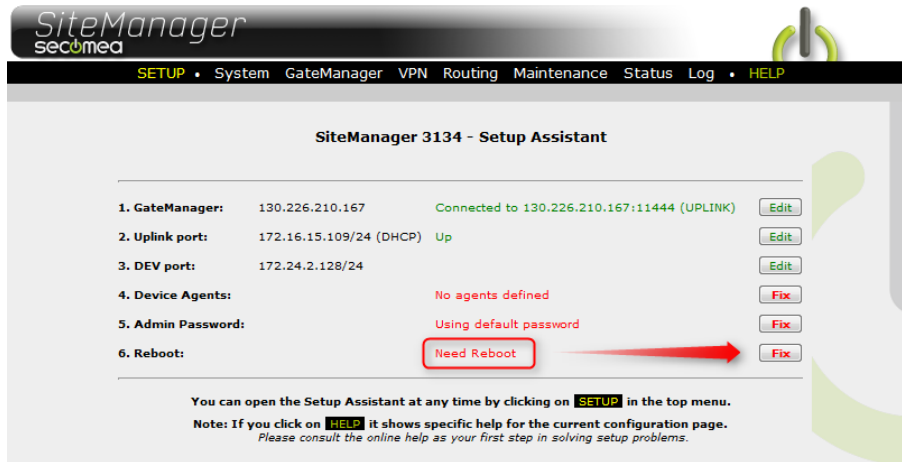 SiteManager
secomea
SETUP • System GateManager VPN Routing Maintenance Status Log • HELP
SiteManager 3134 - Setup Assistant
1. GateManager: 130.226.210.167 Connected to 130.226.210.167:11444 (UPLINK) Edit
2. Uplink port: 172.16.15.109/24 (DHCP) Up Edit
3. DEV port: 172.24.2.128/24 Edit
4. Device Agents: No agents defined Fix
5. Admin Password: Using default password Fix
6. Reboot: Need Reboot Fix
You can open the Setup Assistant at any time by clicking on SETUP in the top menu.
Note: If you click on HELP it shows specific help for the current configuration page.
Please consult the online help as your first step in solving setup problems.